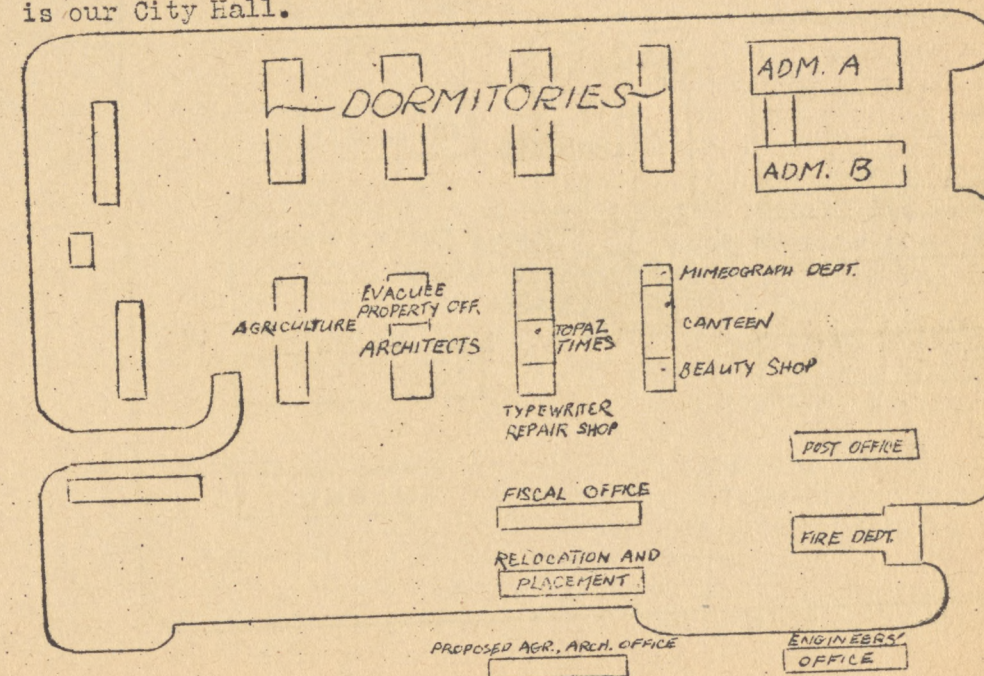 is our City Hall.
DORMITORIES
ADM. A
ADM. B
MIMEOGRAPH DEPT.
EVACUEE
PROPERTY OFF.
AGRICULTURE
ARCHITECTS
TOPAZ
TIMES
CANTEEN
BEAUTY SHOP
TYPEWRITER
REPAIR SHOP
POST OFFICE
FISCAL OFFICE
FIRE DEPT.
RELOCATION AND
PLACEMENT
PROPOSED AGR., ARCH. OFFICE
ENGINEERS'
OFFICE